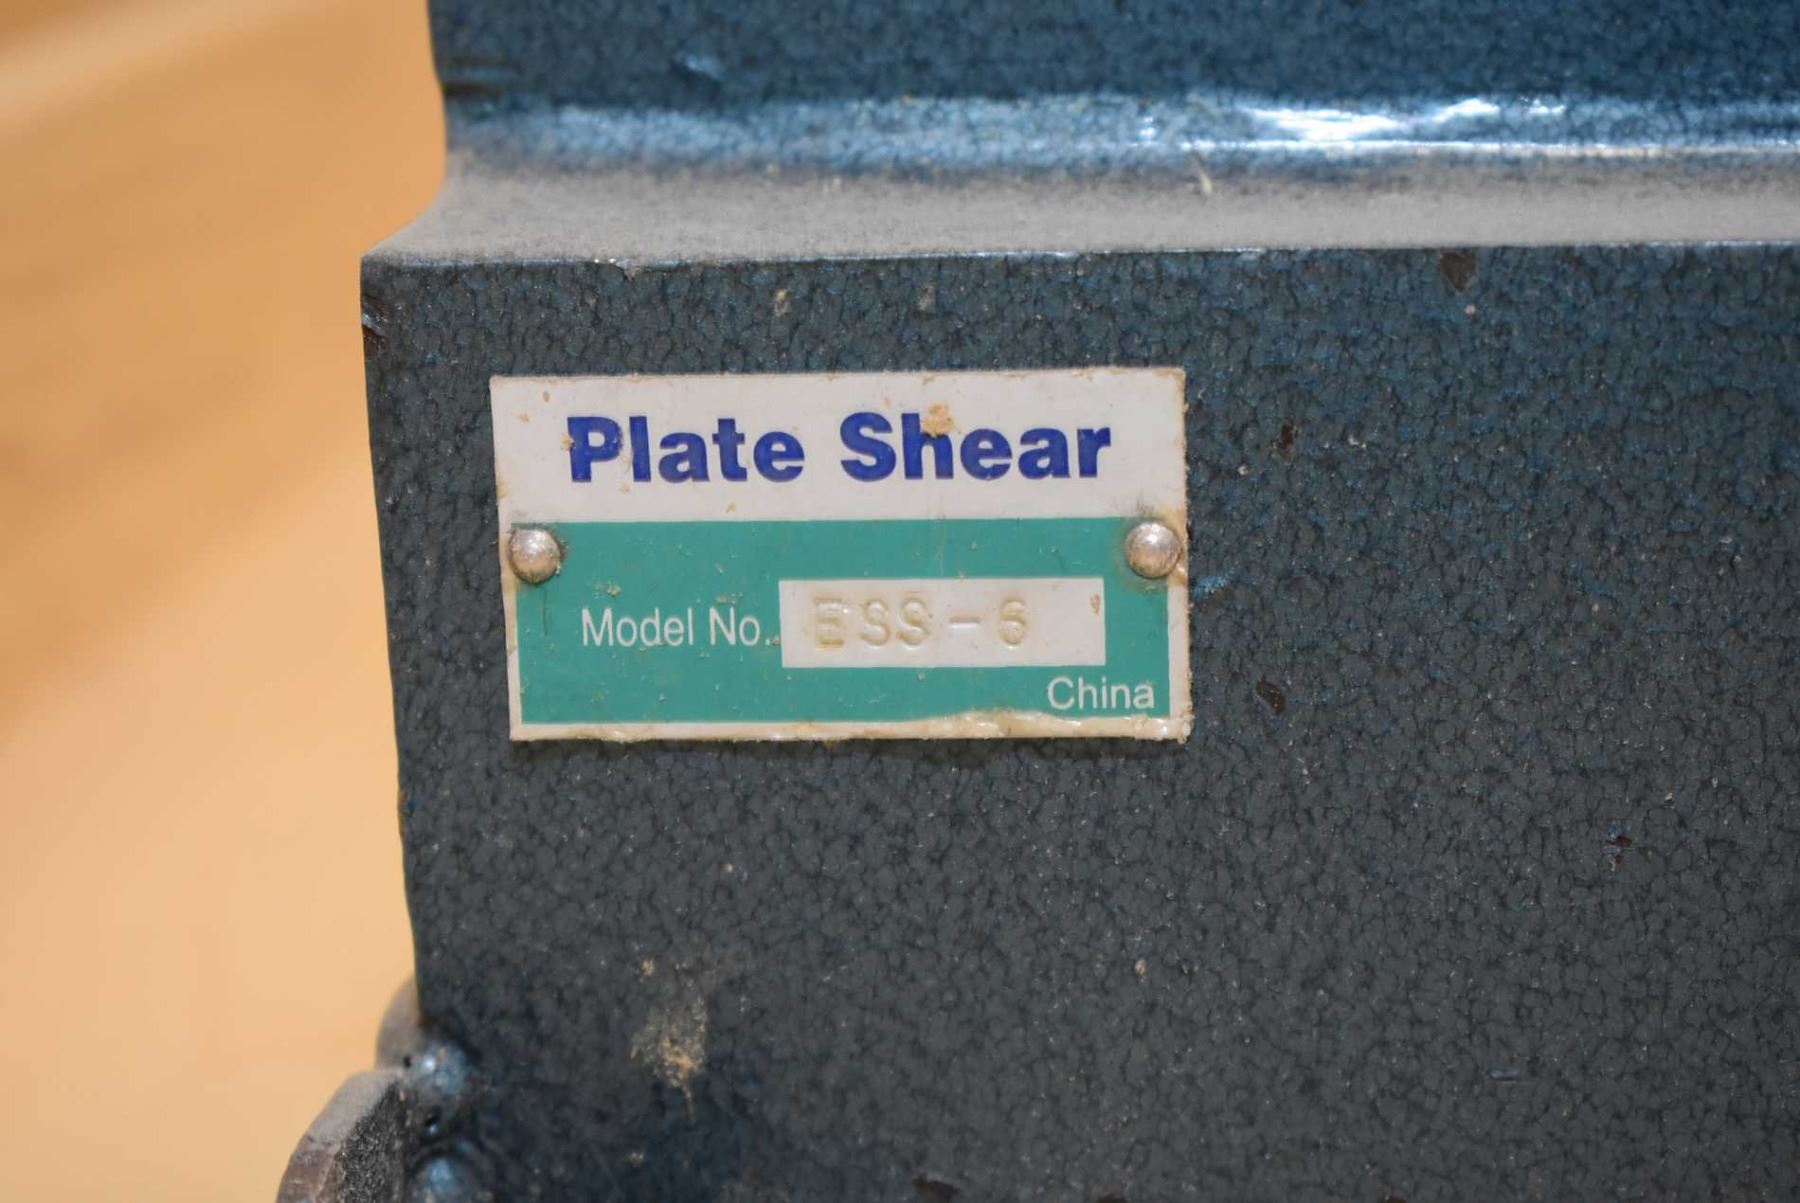 Plate Shear
Model No. ESS-6
China